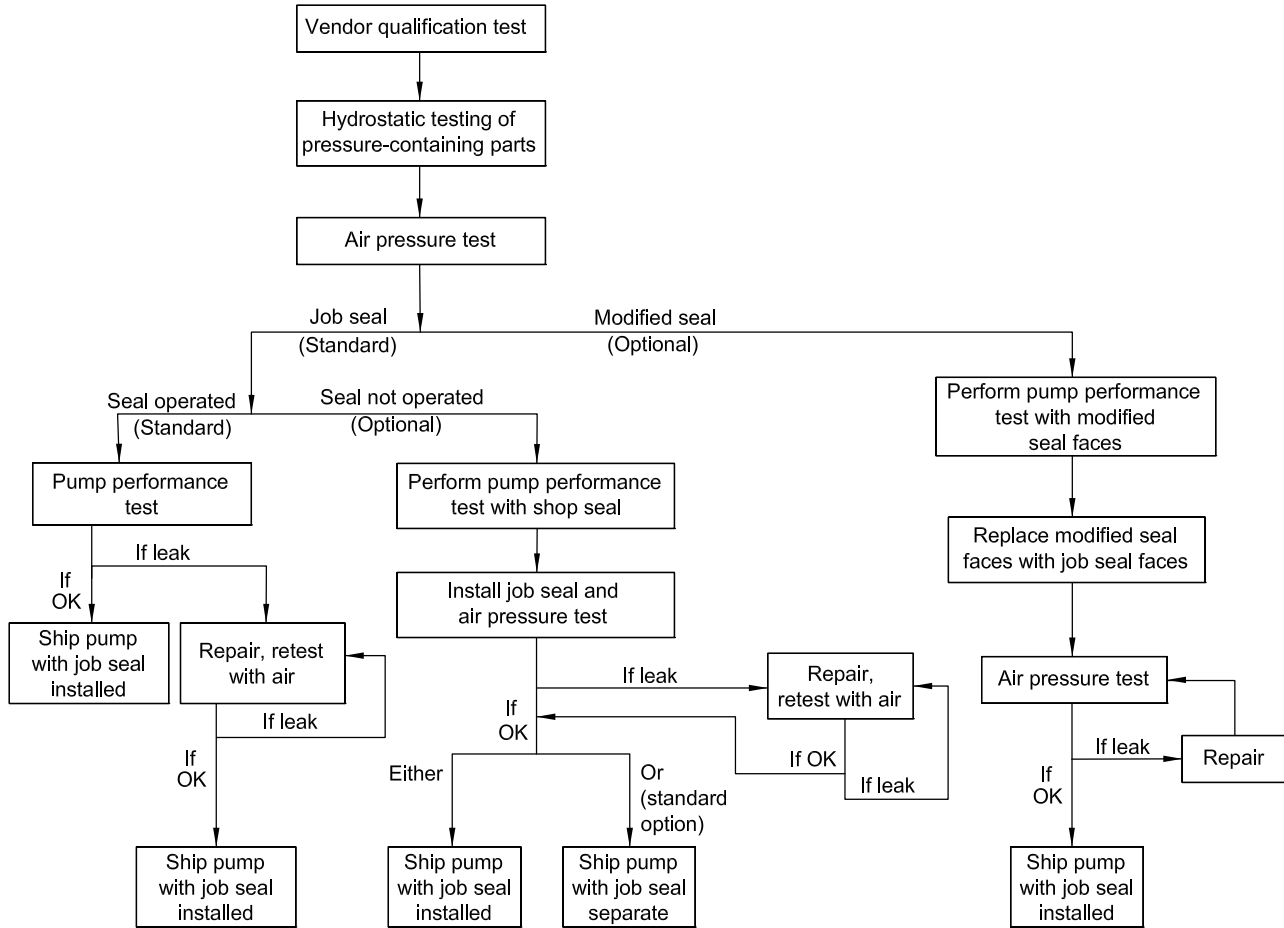 Vendor qualification test
Hydrostatic testing of
pressure-containing parts
Air pressure test
Job seal
(Standard)
Modified seal
(Optional)
Seal operated
(Standard)
Seal not operated
(Optional)
Perform pump performance
test with modified
seal faces
Pump performance
test
Perform pump performance
test with shop seal
Replace modified seal
faces with job seal faces
If leak
If
OK
Install job seal and
air pressure test
Ship pump
with job seal
installed
Repair, retest
with air
If leak
If
OK
If leak
Repair,
retest with air
If
OK
If OK
If leak
Air pressure test
If leak
Repair
If
OK
Either
Or
(standard
option)
Ship pump
with job seal
installed
Ship pump
with job seal
installed
Ship pump
with job seal
separate
Ship pump
with job seal
installed